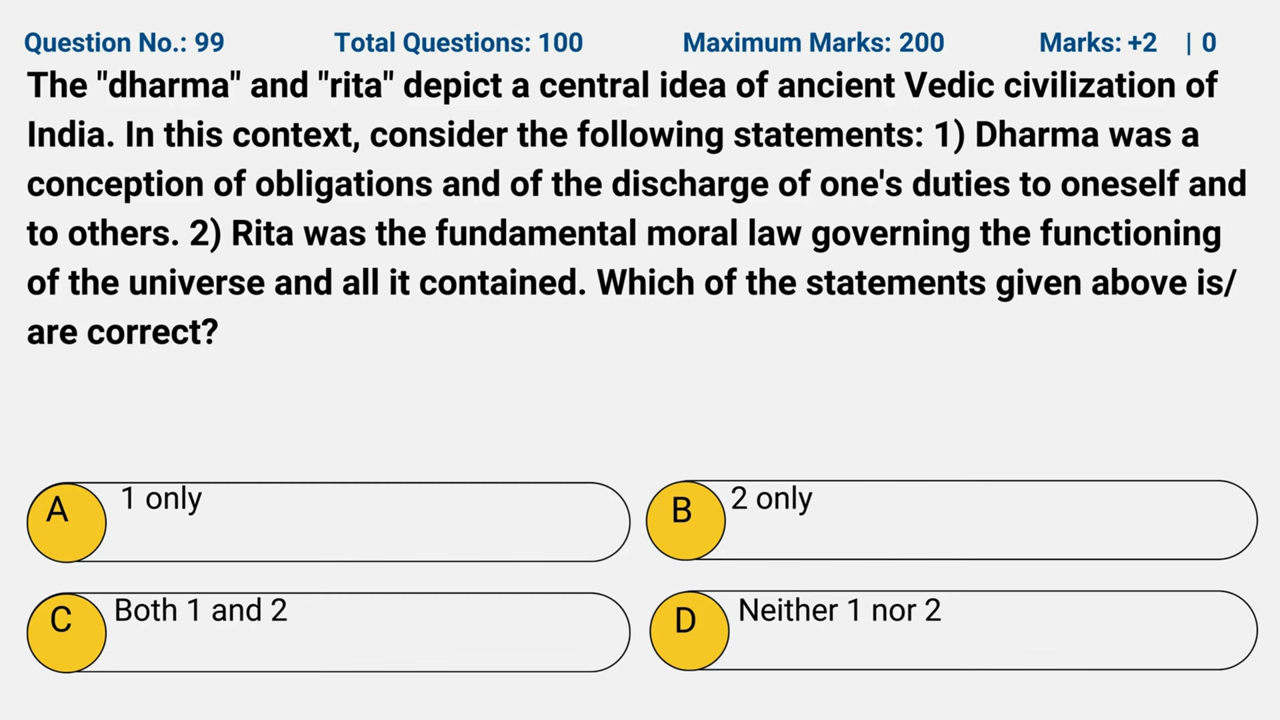 Question No.: 99 Total Questions: 100 Maximum Marks: 200 Marks: +2 | 0
The "dharma" and "rita" depict a central idea of ancient Vedic civilization of
India. In this context, consider the following statements: 1) Dharma was a
conception of obligations and of the discharge of one's duties to oneself and
to others. 2) Rita was the fundamental moral law governing the functioning
of the universe and all it contained. Which of the statements given above is/
are correct?
A 1 only
B 2 only
C Both 1 and 2
D Neither 1 nor 2